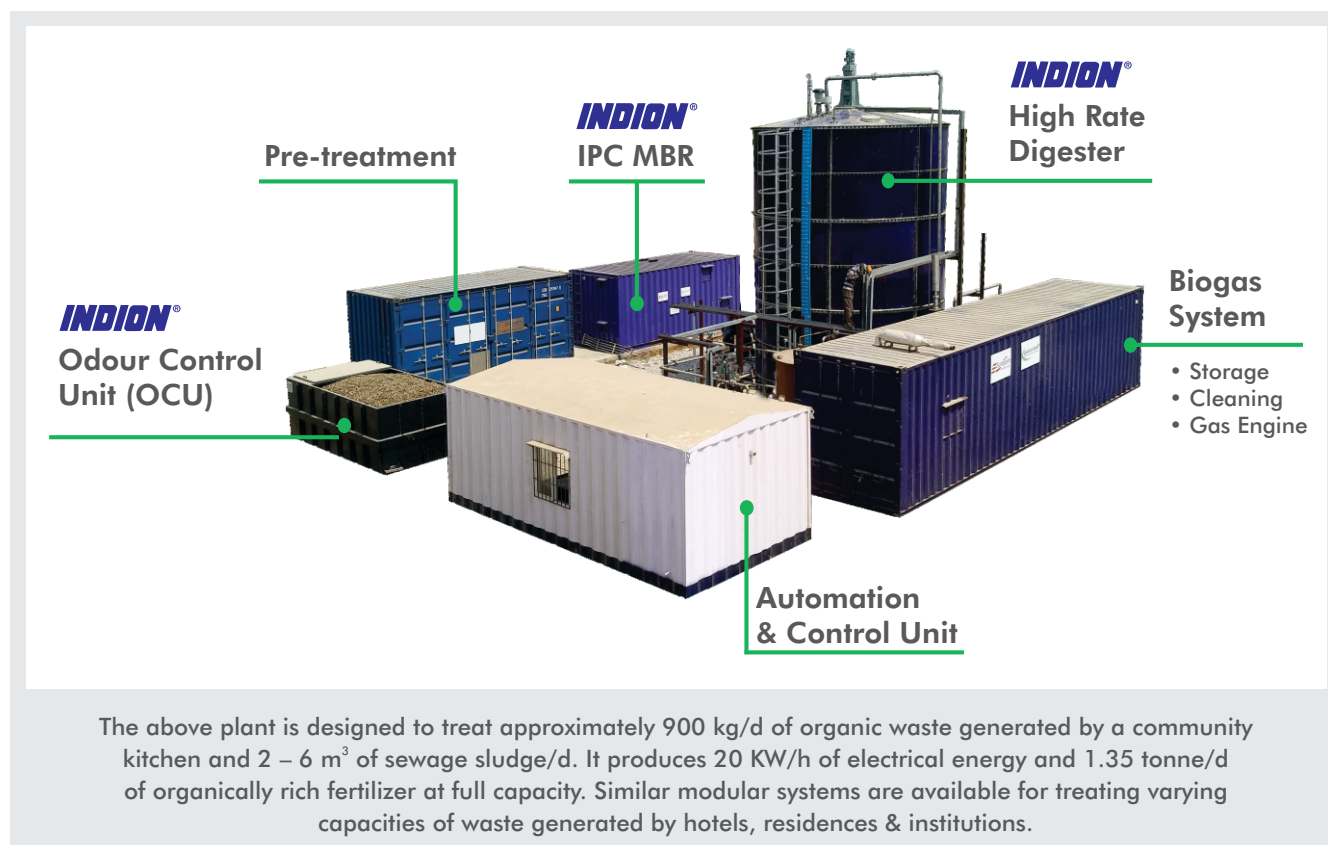 Pre-treatment
INDION®
IPC MBR
INDION®
High Rate
Digester
INDION®
Odour Control
Unit (OCU)
Biogas
System
• Storage
• Cleaning
• Gas Engine
Automation
& Control Unit
The above plant is designed to treat approximately 900 kg/d of organic waste generated by a community
kitchen and 2 – 6 m³ of sewage sludge/d. It produces 20 KW/h of electrical energy and 1.35 tonne/d
of organically rich fertilizer at full capacity. Similar modular systems are available for treating varying
capacities of waste generated by hotels, residences & institutions.